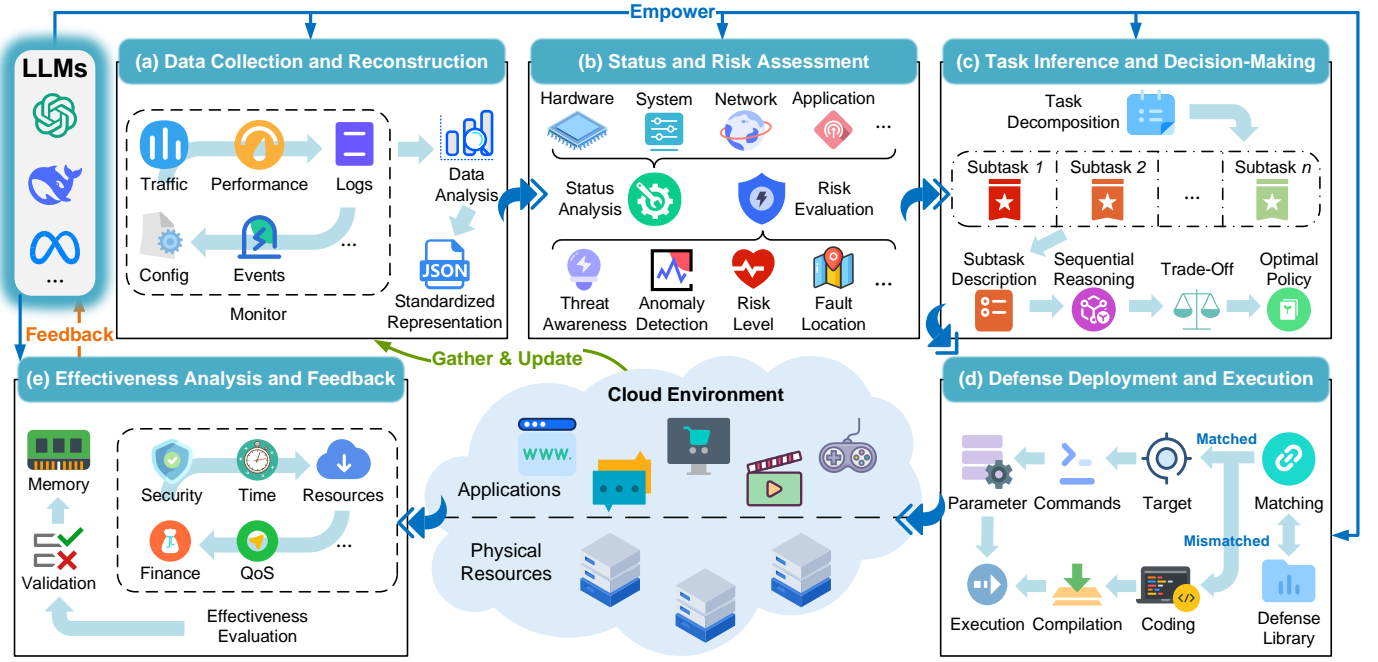 Empower
LLMs
...
(a) Data Collection and Reconstruction
Traffic
Performance
Logs
Config
Events
...
Monitor
Data
Analysis
JSON
Standardized
Representation
(b) Status and Risk Assessment
Hardware
System
Network
Application
...
Status
Analysis
Risk
Evaluation
Threat
Awareness
Anomaly
Detection
Risk
Level
Fault
Location
...
(c) Task Inference and Decision-Making
Task
Decomposition
Subtask 1
Subtask 2
...
Subtask n
Subtask
Description
Sequential
Reasoning
Trade-Off
Optimal
Policy
Feedback
Gather & Update
(e) Effectiveness Analysis and Feedback
Memory
Validation
Security
Time
Resources
Finance
QoS
...
Effectiveness
Evaluation
Cloud Environment
WWW.
Applications
Physical
Resources
(d) Defense Deployment and Execution
Parameter
Commands
Target
Matched
Matching
Mismatched
Execution
Compilation
</>
Coding
Defense
Library